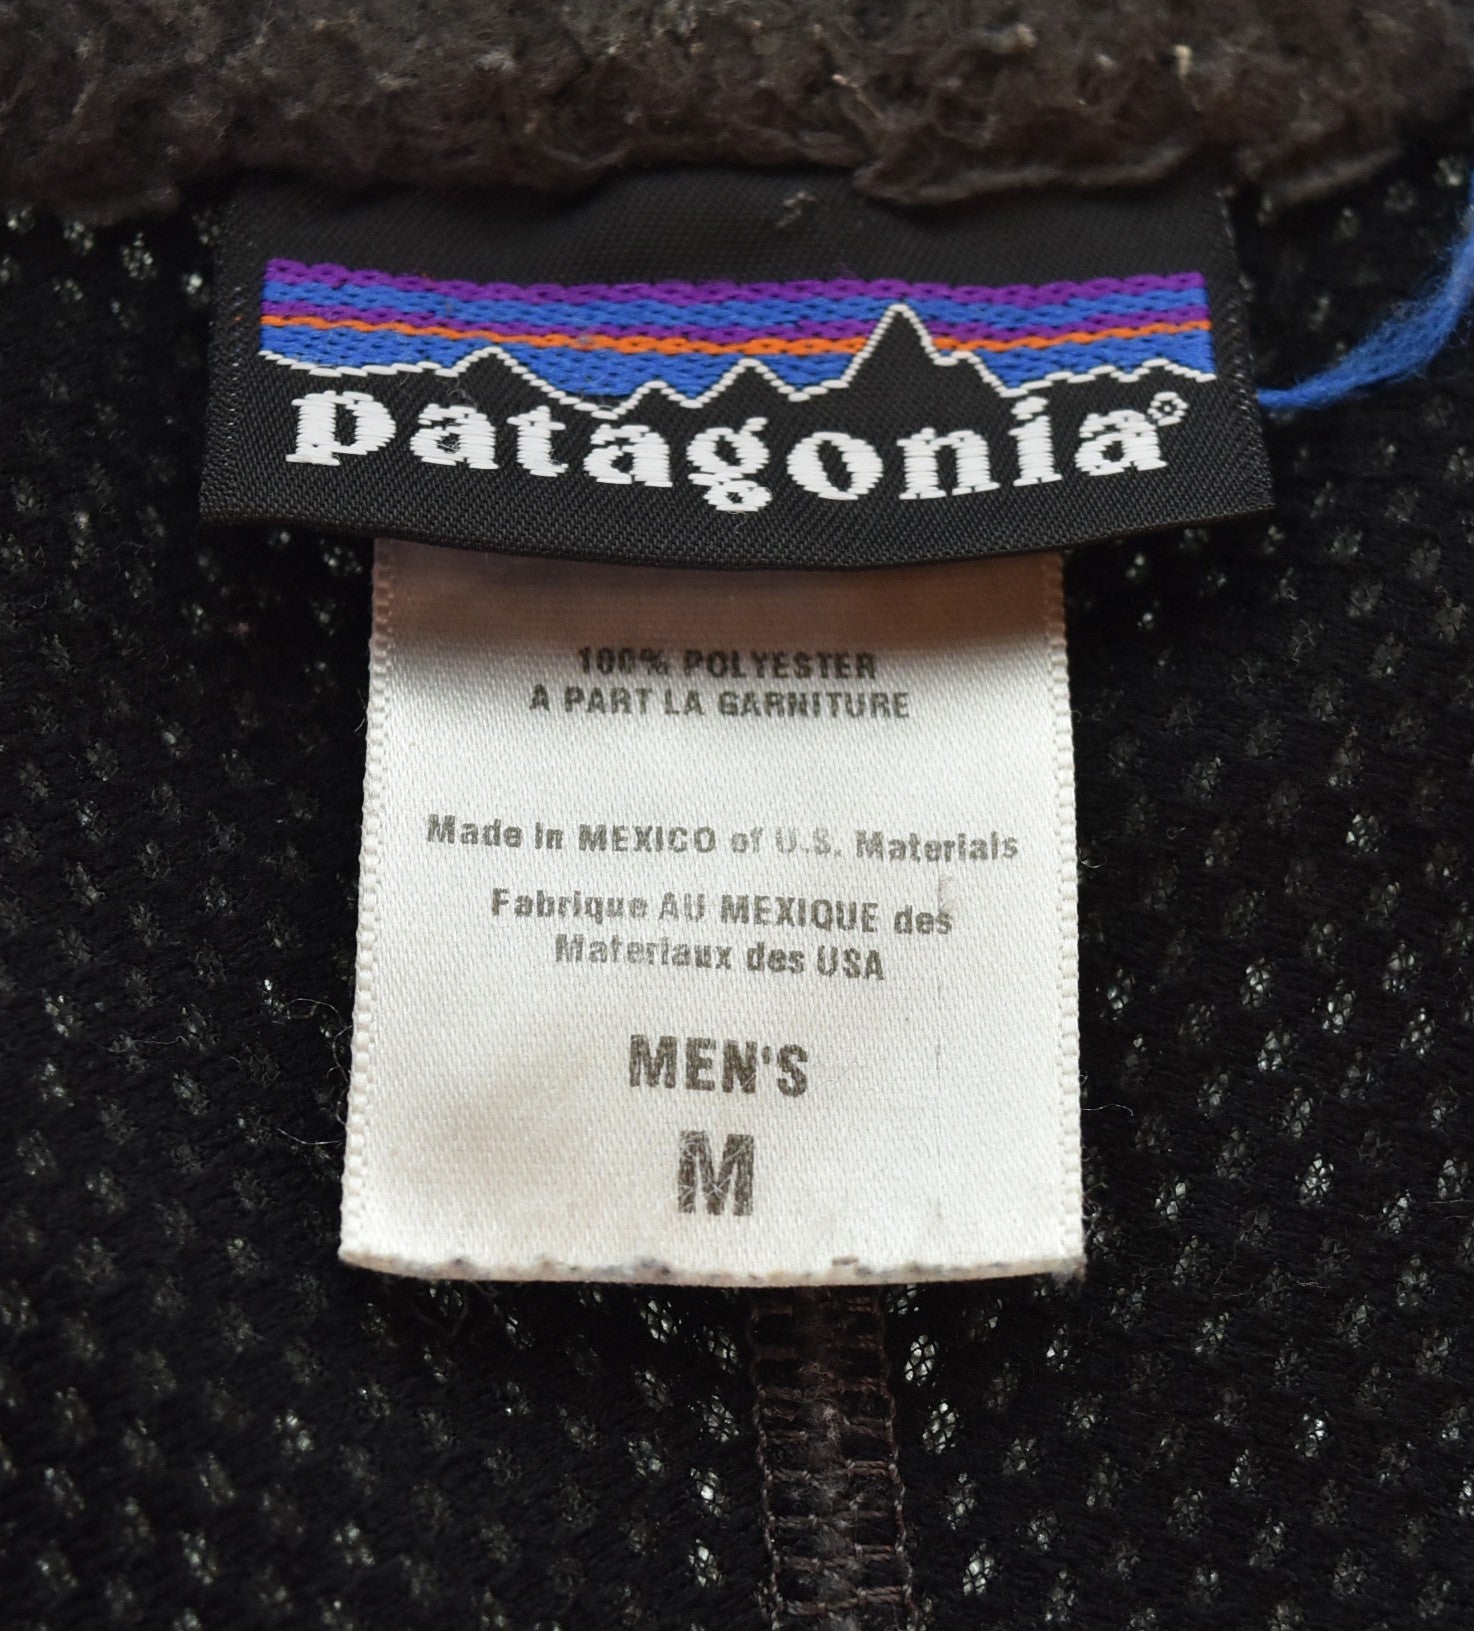 patagonia®
100% POLYESTER
A PART LA GARNITURE
Made in MEXICO of U.S. Materials
Fabrique AU MEXIQUE des
Materiaux des USA
MEN'S
M